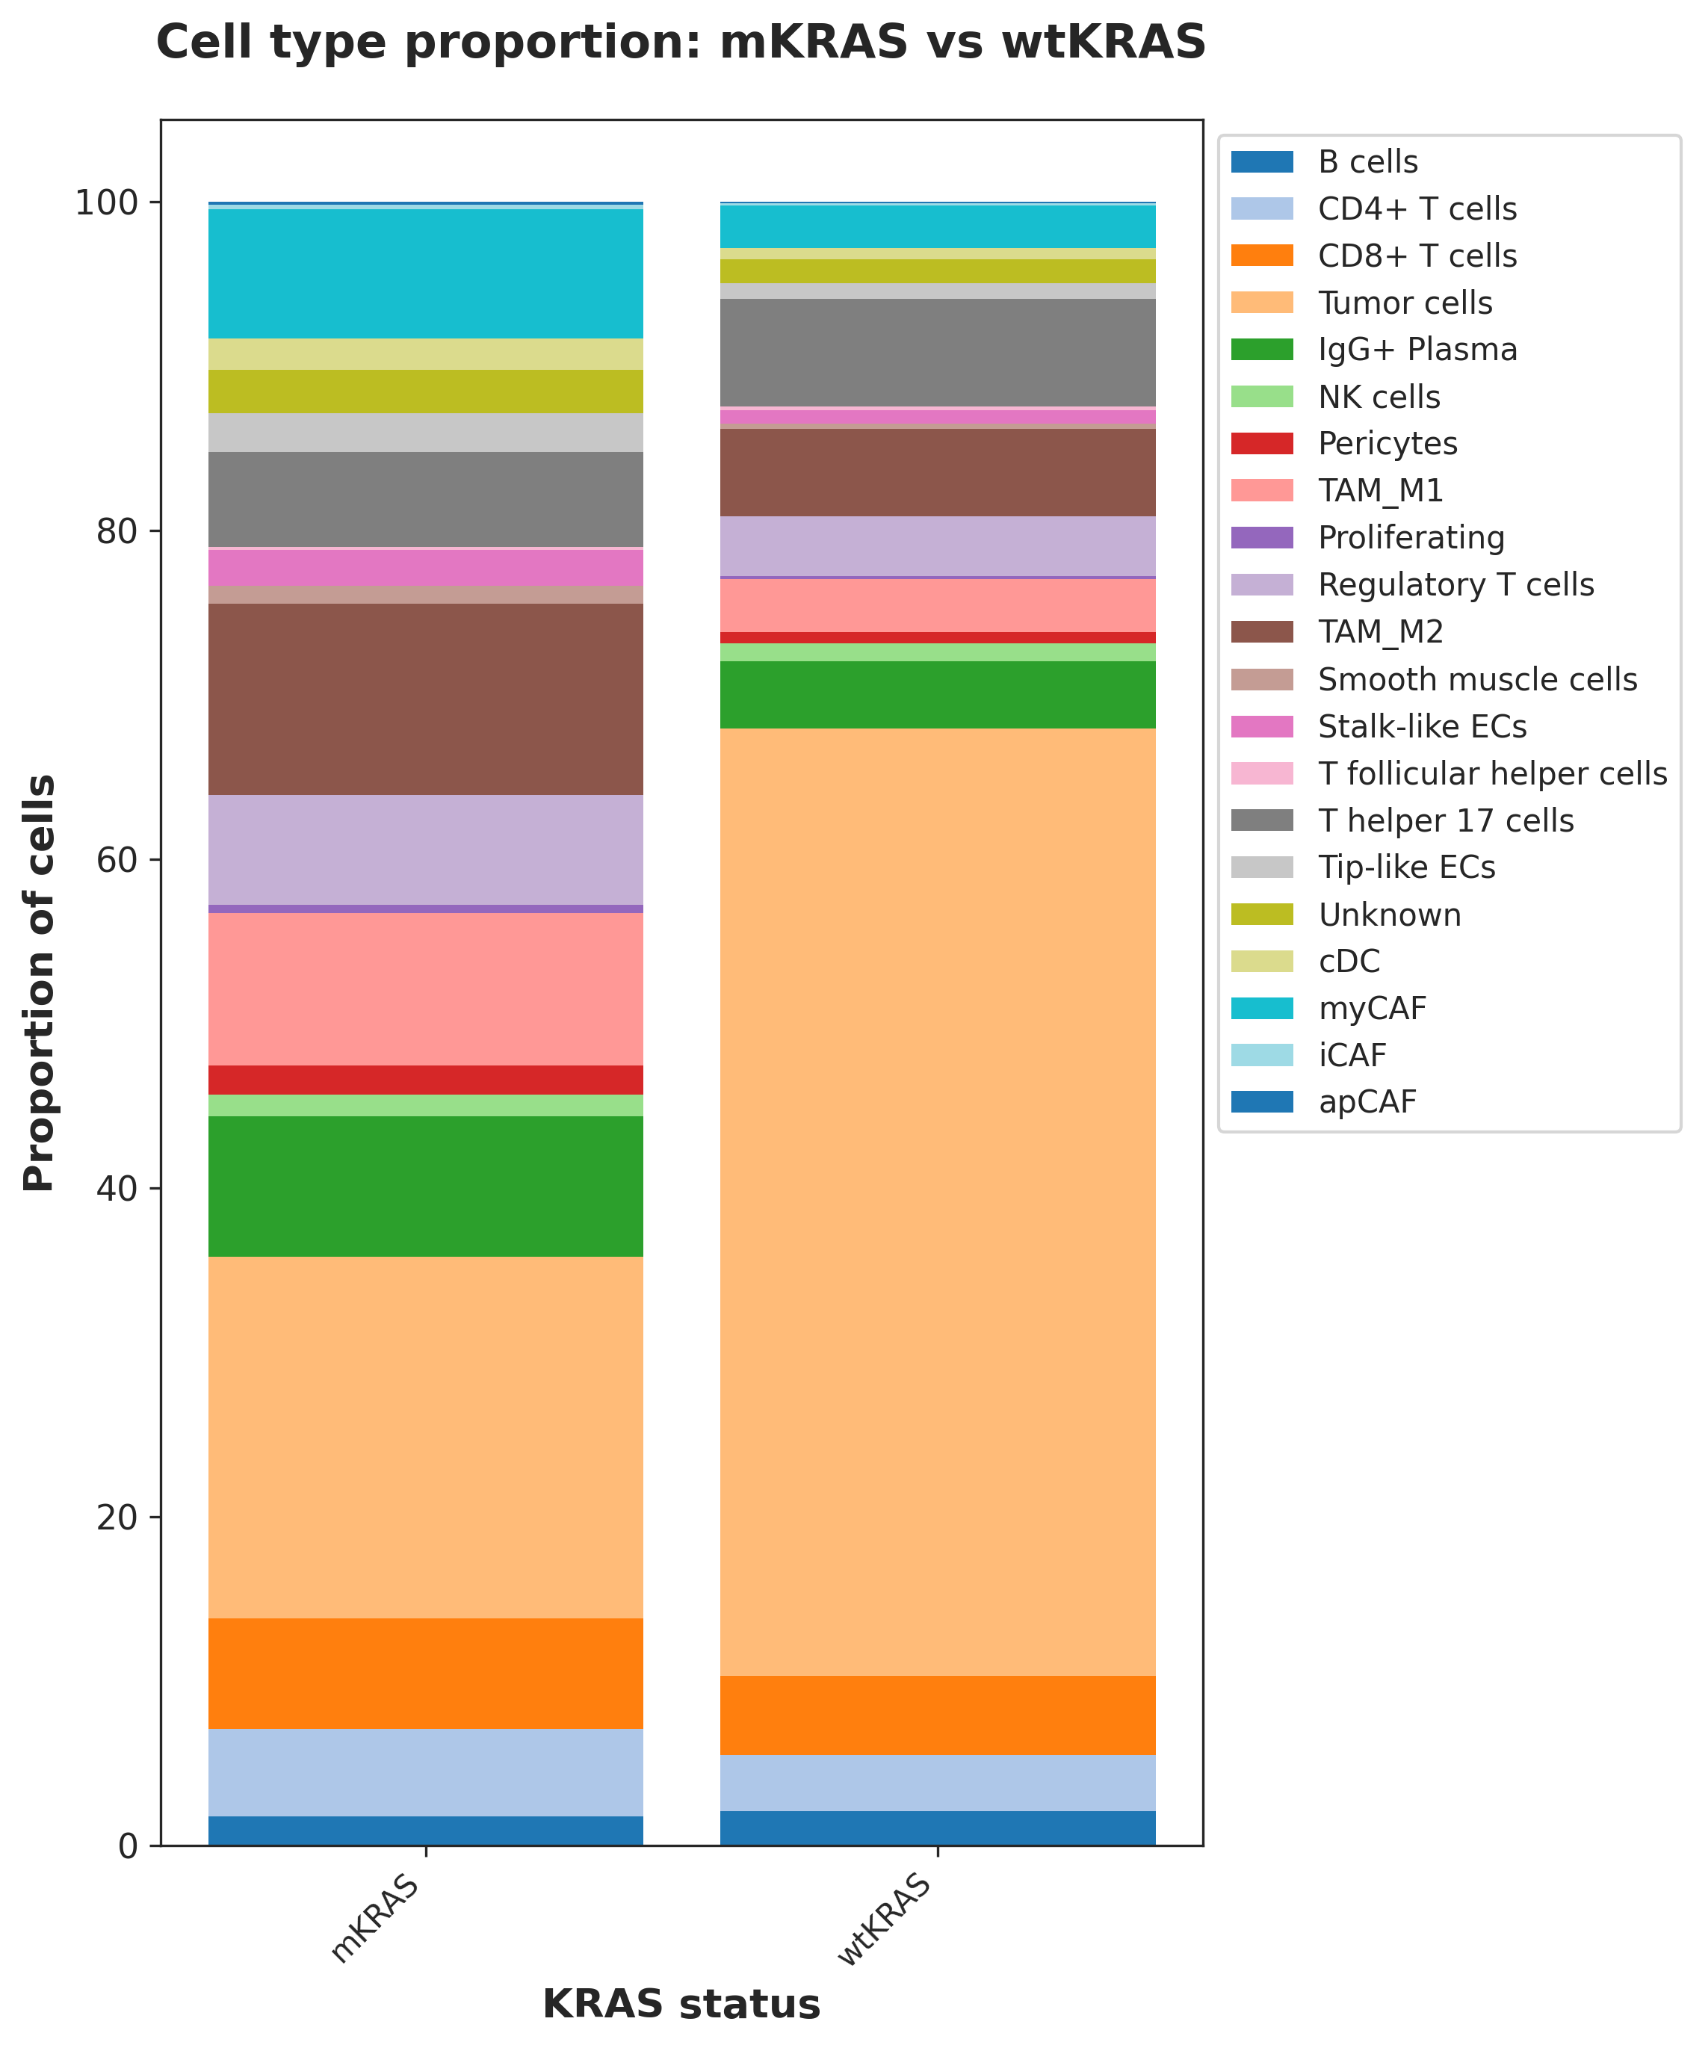 Cell type proportion: mKRAS vs wtKRAS
Proportion of cells
100
80
60
40
20
0
mKRAS
wtKRAS
KRAS status
B cells
CD4+ T cells
CD8+ T cells
Tumor cells
IgG+ Plasma
NK cells
Pericytes
TAM_M1
Proliferating
Regulatory T cells
TAM_M2
Smooth muscle cells
Stalk-like ECs
T follicular helper cells
T helper 17 cells
Tip-like ECs
Unknown
cDC
myCAF
iCAF
apCAF